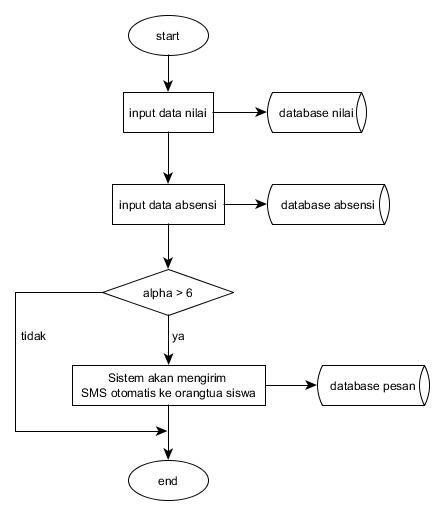 start
input data nilai
database nilai
input data absensi
database absensi
alpha > 6
tidak
ya
Sistem akan mengirim
SMS otomatis ke orangtua siswa
database pesan
end